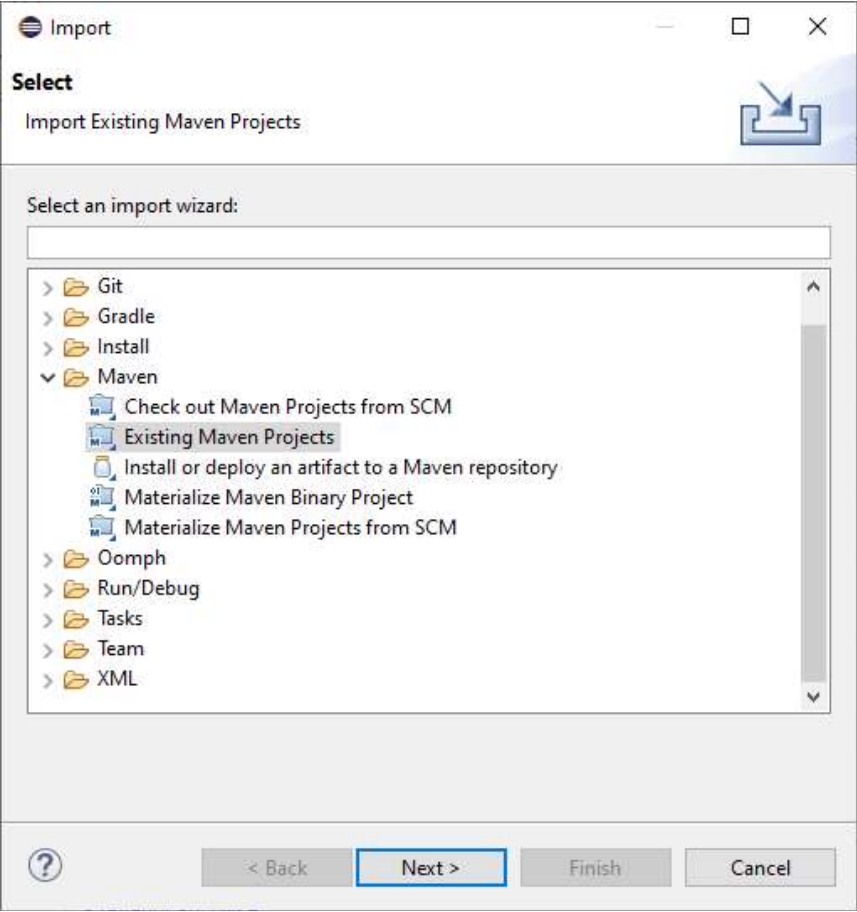 Import
Select
Import Existing Maven Projects
Select an import wizard:
Git
Gradle
Install
Maven
Check out Maven Projects from SCM
Existing Maven Projects
Install or deploy an artifact to a Maven repository
Materialize Maven Binary Project
Materialize Maven Projects from SCM
Oomph
Run/Debug
Tasks
Team
XML
< Back Next > Finish Cancel